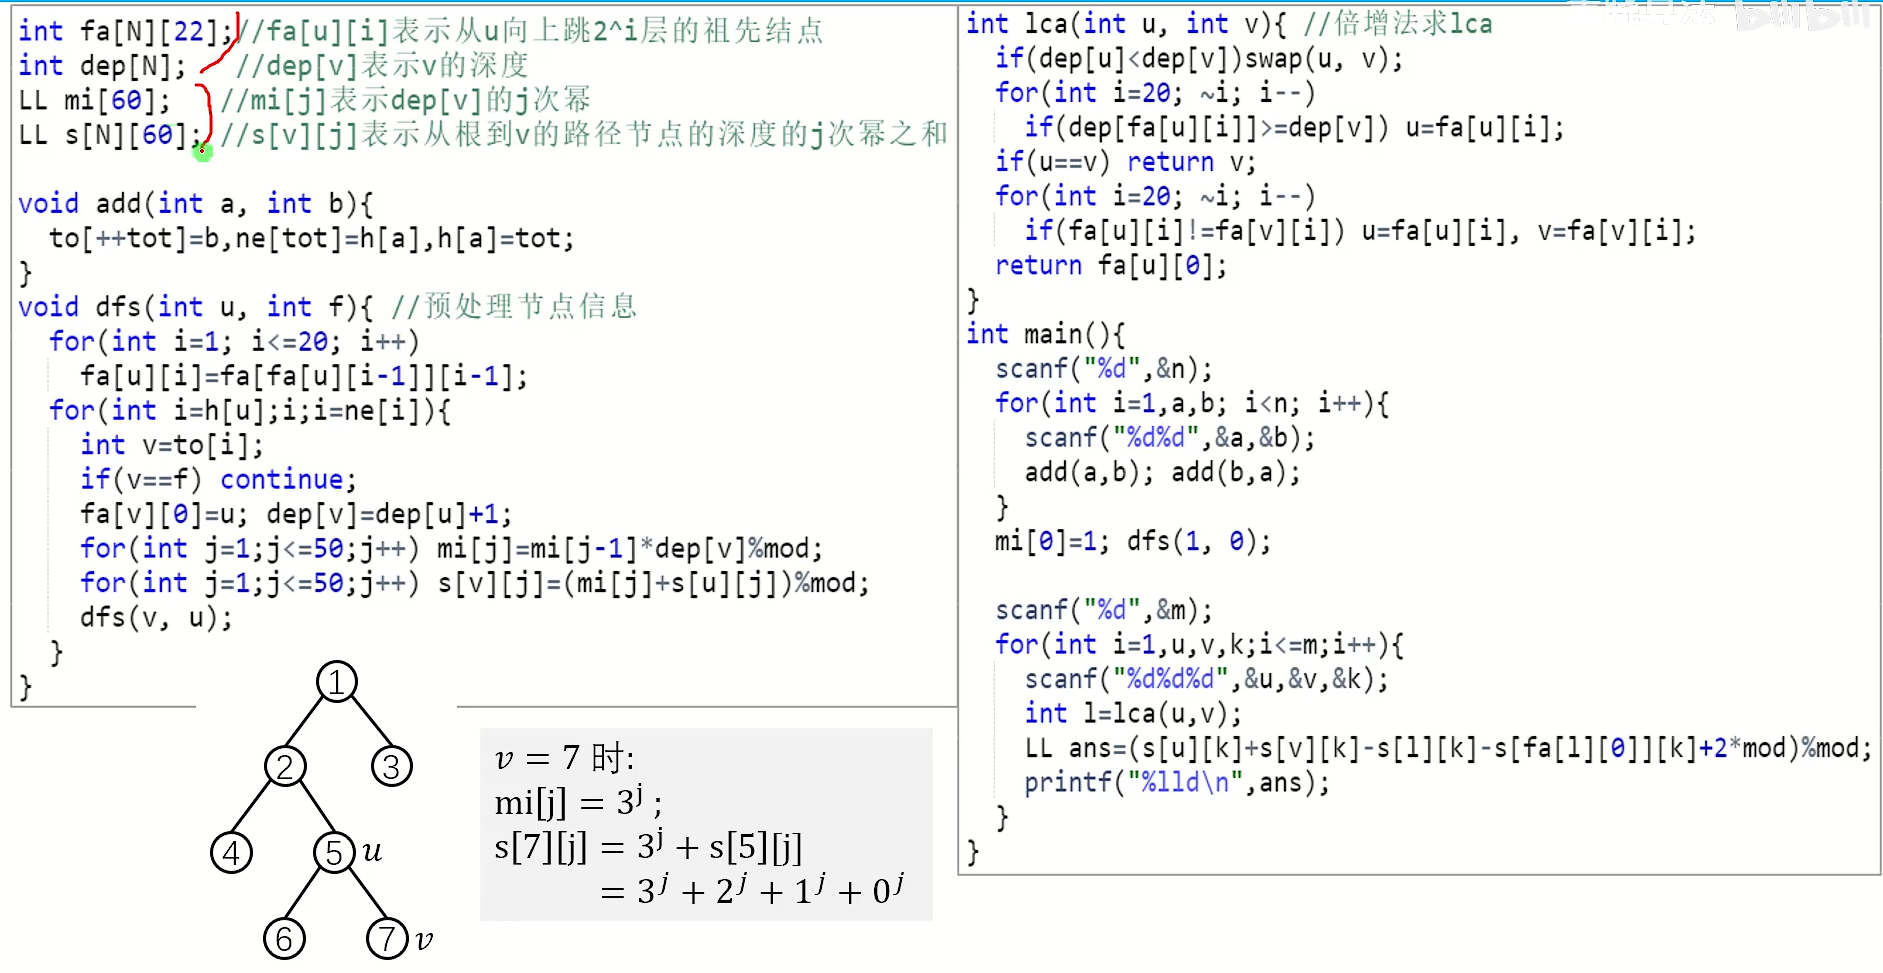 int fa[N][22];//fa[u][i]表示从u向上跳2^i层的祖先结点
int dep[N]; //dep[v]表示v的深度
LL mi[60]; //mi[j]表示dep[v]的j次幂
LL s[N][60]; //s[v][j]表示从根到v的路径节点的深度的j次幂之和
void add(int a, int b){
to[++tot]=b,ne[tot]=h[a],h[a]=tot;
}
void dfs(int u, int f){ //预处理节点信息
for(int i=1; i<=20; i++)
fa[u][i]=fa[fa[u][i-1]][i-1];
for(int i=h[u];i;i=ne[i]){
int v=to[i];
if(v==f) continue;
fa[v][0]=u; dep[v]=dep[u]+1;
for(int j=1;j<=50;j++) mi[j]=mi[j-1]*dep[v]%mod;
for(int j=1;j<=50;j++) s[v][j]=(mi[j]+s[u][j])%mod;
dfs(v, u);
}
}
int lca(int u, int v){ //倍增法求lca
if(dep[u]<dep[v])swap(u, v);
for(int i=20; ~i; i--)
if(dep[fa[u][i]]>=dep[v]) u=fa[u][i];
if(u==v) return v;
for(int i=20; ~i; i--)
if(fa[u][i]!=fa[v][i]) u=fa[u][i], v=fa[v][i];
return fa[u][0];
}
int main(){
scanf("%d",&n);
for(int i=1,a,b; i<n; i++){
scanf("%d%d",&a,&b);
add(a,b); add(b,a);
}
mi[0]=1; dfs(1, 0);
scanf("%d",&m);
for(int i=1,u,v,k;i<=m;i++){
scanf("%d%d%d",&u,&v,&k);
int l=lca(u,v);
LL ans=(s[u][k]+s[v][k]-s[l][k]-s[fa[l][0]][k]+2*mod)%mod;
printf("%lld\n",ans);
}
}
1
2 3
4 5 u
6 7 v
v = 7 时:
mi[j] = 3^j ;
s[7][j] = 3^j + s[5][j]
= 3^j + 2^j + 1^j + 0^j
bilibili